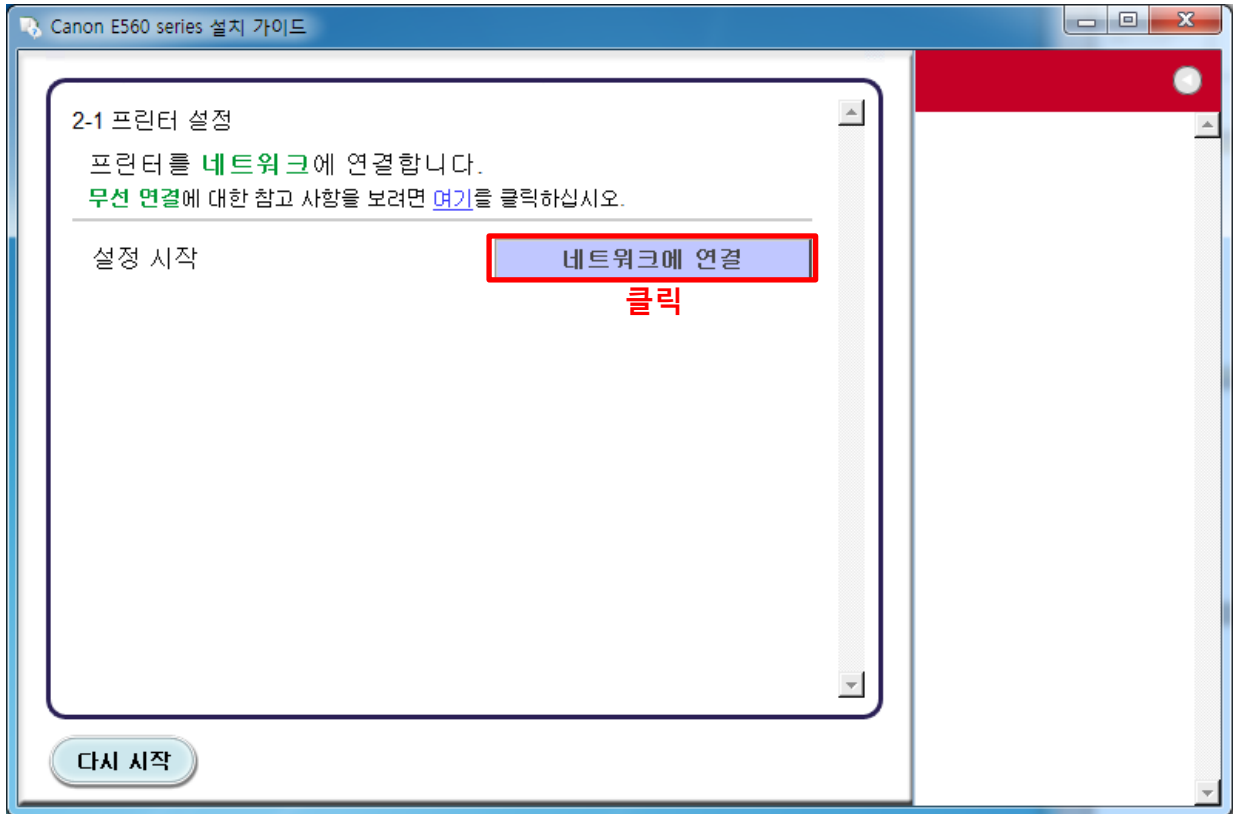 Canon E560 series 설치 가이드
2-1 프린터 설정
프린터를 네트워크에 연결합니다.
무선 연결에 대한 참고 사항을 보려면 여기를 클릭하십시오.
설정 시작 네트워크에 연결
클릭
다시 시작